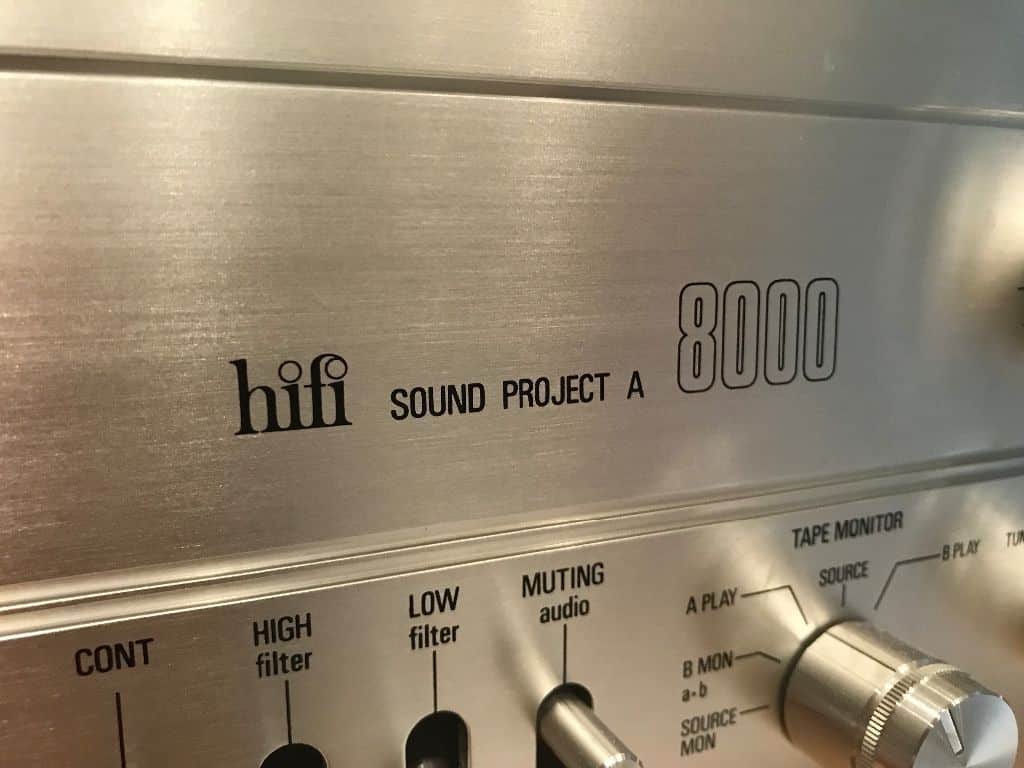 hifi SOUND PROJECT A 8000
TAPE MONITOR
SOURCE
B PLAY
A PLAY
B MON
a-b
SOURCE
MON
MUTING
audio
LOW
filter
HIGH
filter
CONT